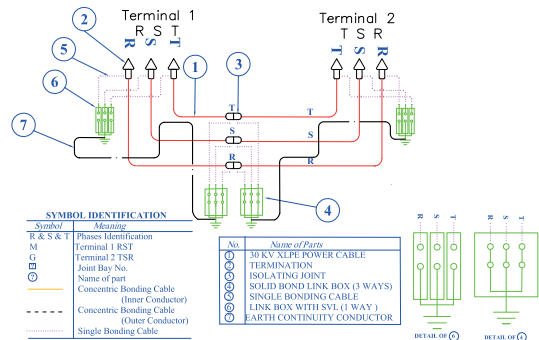 Terminal 1
R S T
R S T
Terminal 2
T S R
T S R
2
5
6
7
1
3
4
T
T
S
S
R
R
SYMBOL IDENTIFICATION
Symbol Meaning
R & S & T Phases Identification
M Terminal 1 RST
G Terminal 2 TSR
? Joint Bay No.
? Name of part
Concentric Bonding Cable
(Inner Conductor)
Concentric Bonding Cable
(Outer Conductor)
Single Bonding Cable
No. Name of Parts
1 30 KV XLPE POWER CABLE
2 TERMINATION
3 ISOLATING JOINT
4 SOLID BOND LINK BOX (3 WAYS)
5 SINGLE BONDING CABLE
6 LINK BOX WITH SVL (1 WAY )
7 EARTH CONTINUITY CONDUCTOR
R S T
R S T
DETAIL OF 6
DETAIL OF 4